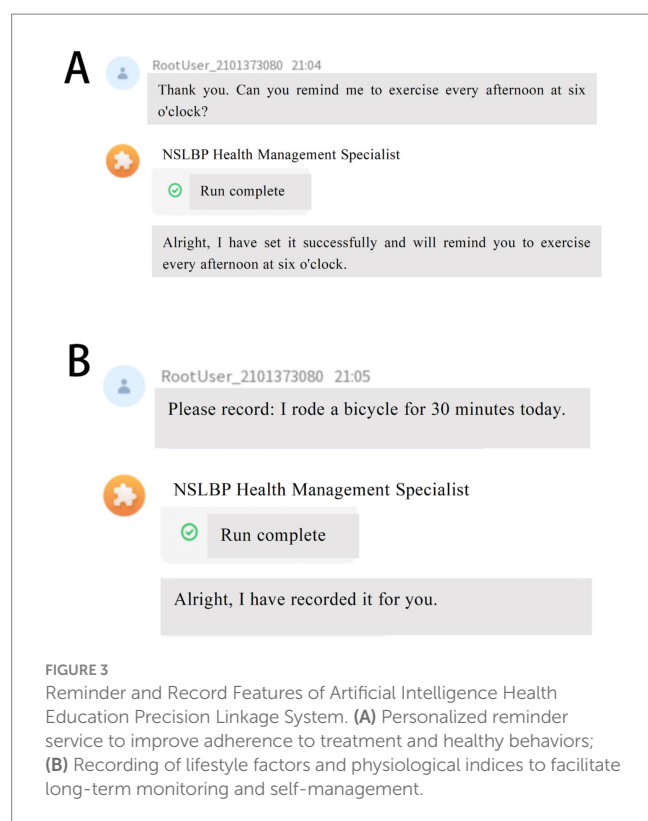 A
RootUser_2101373080 21:04
Thank you. Can you remind me to exercise every afternoon at six
o'clock?
NSLBP Health Management Specialist
Run complete
Alright, I have set it successfully and will remind you to exercise
every afternoon at six o'clock.
B
RootUser_2101373080 21:05
Please record: I rode a bicycle for 30 minutes today.
NSLBP Health Management Specialist
Run complete
Alright, I have recorded it for you.
FIGURE 3
Reminder and Record Features of Artificial Intelligence Health
Education Precision Linkage System. (A) Personalized reminder
service to improve adherence to treatment and healthy behaviors;
(B) Recording of lifestyle factors and physiological indices to facilitate
long-term monitoring and self-management.